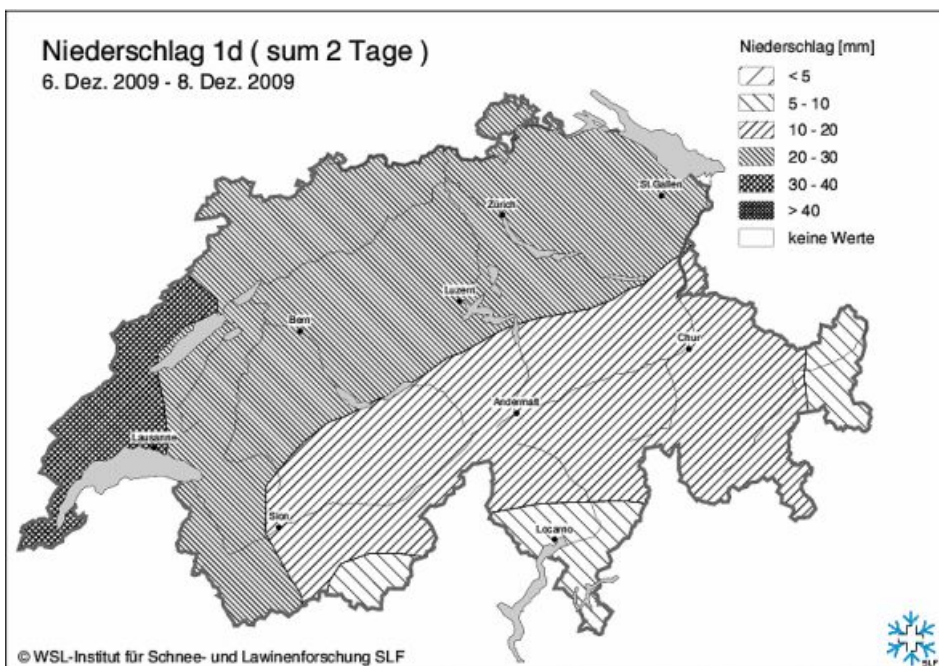 Niederschlag 1d ( sum 2 Tage )
6. Dez. 2009 - 8. Dez. 2009
Niederschlag [mm]
< 5
5 - 10
10 - 20
20 - 30
30 - 40
> 40
keine Werte
St.Gallen
Zürich
Luzern
Bern
Chur
Andermatt
Lausanne
Sion
Locarno
© WSL-Institut für Schnee- und Lawinenforschung SLF
SLF